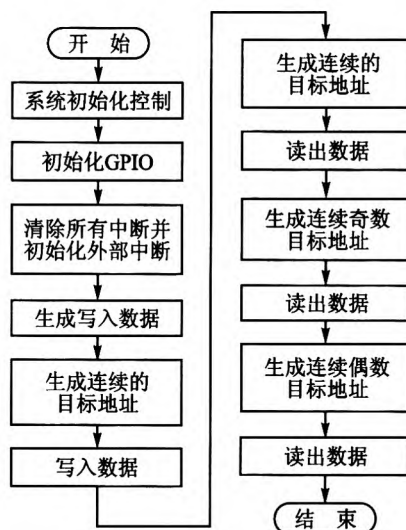 开 始
系统初始化控制
初始化GPIO
清除所有中断并
初始化外部中断
生成写入数据
生成连续的
目标地址
写入数据
生成连续的
目标地址
读出数据
生成连续奇数
目标地址
读出数据
生成连续偶数
目标地址
读出数据
结 束